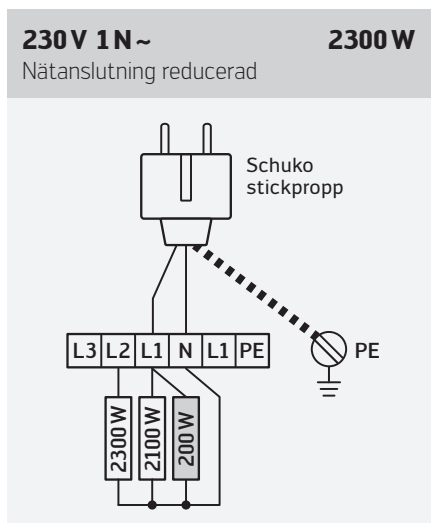 230 V 1 N ~ 2300 W
Nätanslutning reducerad
Schuko
stickpropp
L3 L2 L1 N L1 PE
PE
2300 W
2100 W
200 W